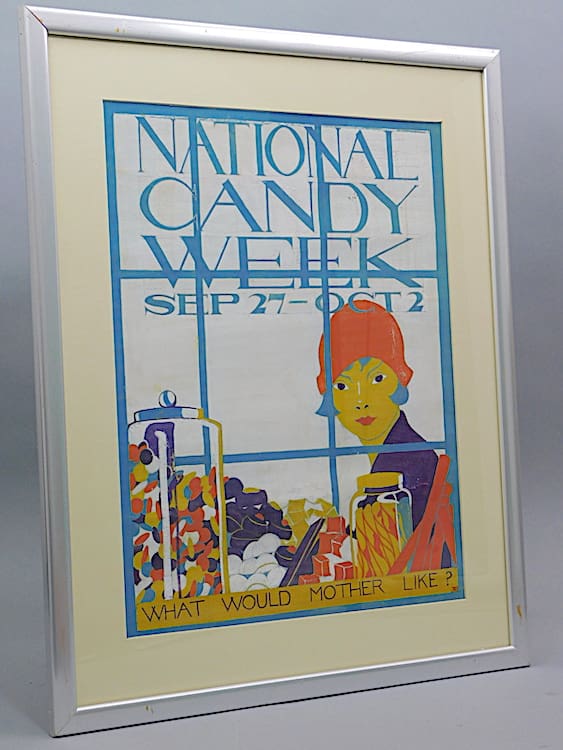 NATIONAL
CANDY
WEEK
SEP 27-OCT 2
WHAT WOULD MOTHER LIKE?